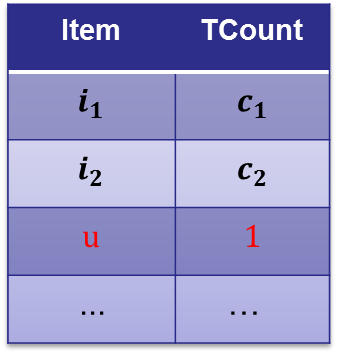 Item TCount
i₁ c₁
i₂ c₂
u 1
... ...